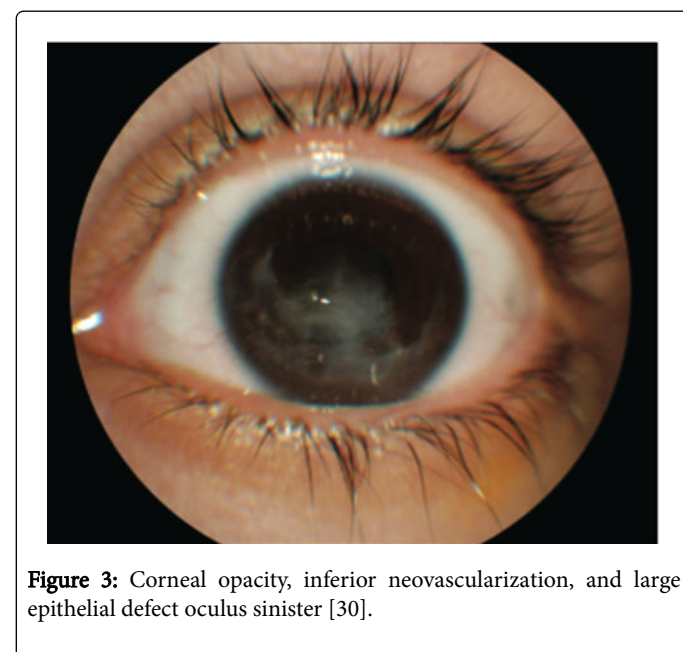 Figure 3: Corneal opacity, inferior neovascularization, and large
epithelial defect oculus sinister [30].